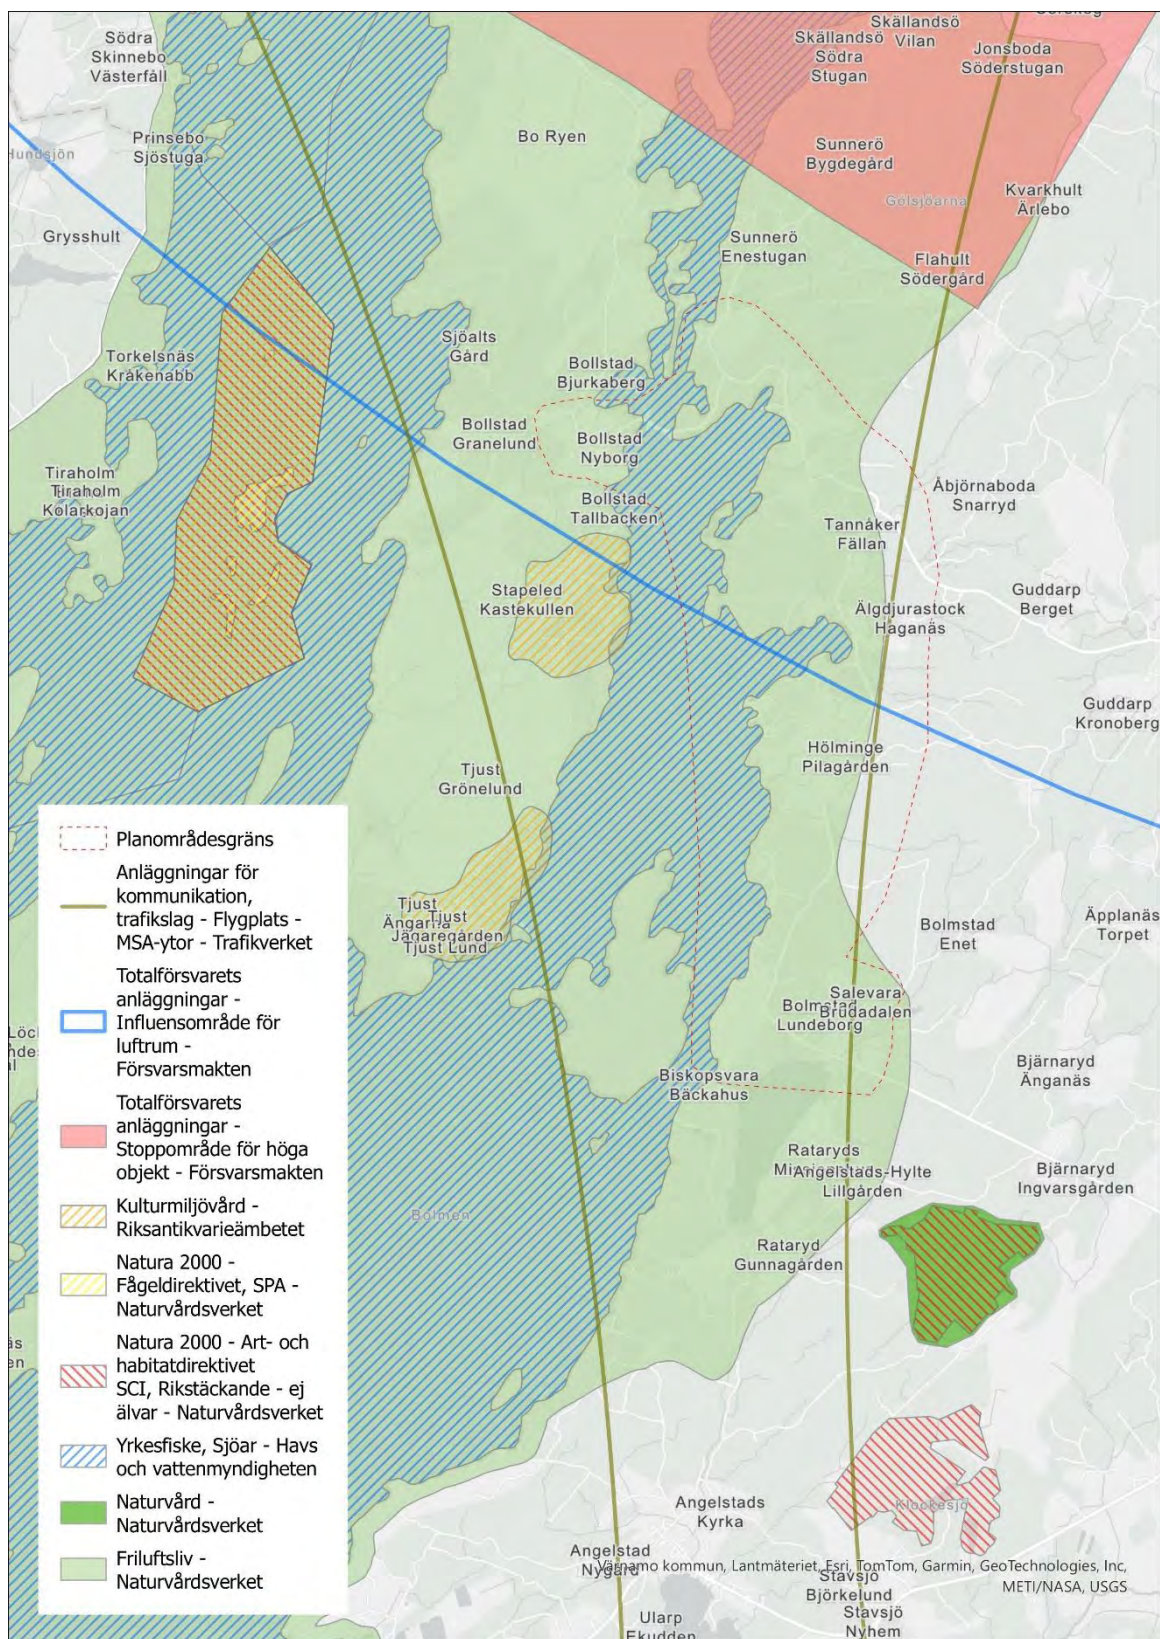 Södra
Skinnebo
Västerfåll
Skällandsö
Vilan
Skällandsö
Södra
Stugan
Jonsboda
Söderstugan
Prinsebo
Sjöstuga
Hundsjön
Bo Ryen
Sunnerö
Bygdegård
Gölsjöarna
Kvarkhult
Ärlebo
Grysshult
Sunnerö
Enestugan
Flahult
Södergård
Sjöalts
Gård
Torkelsnäs
Kråkenabb
Bollstad
Bjurkaberg
Bollstad
Granelund
Bollstad
Nyborg
Tiraholm
Tiraholm
Kolarkojan
Åbjörnaboda
Snarryd
Bollstad
Tallbacken
Tannåker
Fällan
Stapeled
Kastekullen
Guddarp
Berget
Älgdjurastock
Haganäs
Guddarp
Kronoberg
Hölminge
Pilagården
Tjust
Grönelund
Tjust
Ängarna
Tjust
Jägaregården
Tjust Lund
Bolmstad
Enet
Äpplanäs
Torpet
Salevara
Brudadalen
Bolmstad
Lundeborg
Biskopsvara
Bäckahus
Bjärnaryd
Änganäs
Rataryds
Angelstads-Hylte
Lillgården
Bjärnaryd
Ingvarsgården
Bolmen
Rataryd
Gunnagården
Klockesjö
Angelstads
Kyrka
Angelstad
Nygård
Stavsjö
Björkelund
Stavsjö
Nyhem
Ularp
Ekudden
Planområdesgräns
Anläggningar för
kommunikation,
trafikslag - Flygplats -
MSA-ytor - Trafikverket
Totalförsvarets
anläggningar -
Influensområde för
luftrum -
Försvarsmakten
Totalförsvarets
anläggningar -
Stoppområde för höga
objekt - Försvarsmakten
Kulturmiljövård -
Riksantikvarieämbetet
Natura 2000 -
Fågeldirektivet, SPA -
Naturvårdsverket
Natura 2000 - Art- och
habitatdirektivet
SCI, Rikstäckande - ej
älvar - Naturvårdsverket
Yrkesfiske, Sjöar - Havs
och vattenmyndigheten
Naturvård -
Naturvårdsverket
Friluftsliv -
Naturvårdsverket
Värnamo kommun, Lantmäteriet, Esri, TomTom, Garmin, GeoTechnologies, Inc,
METI/NASA, USGS